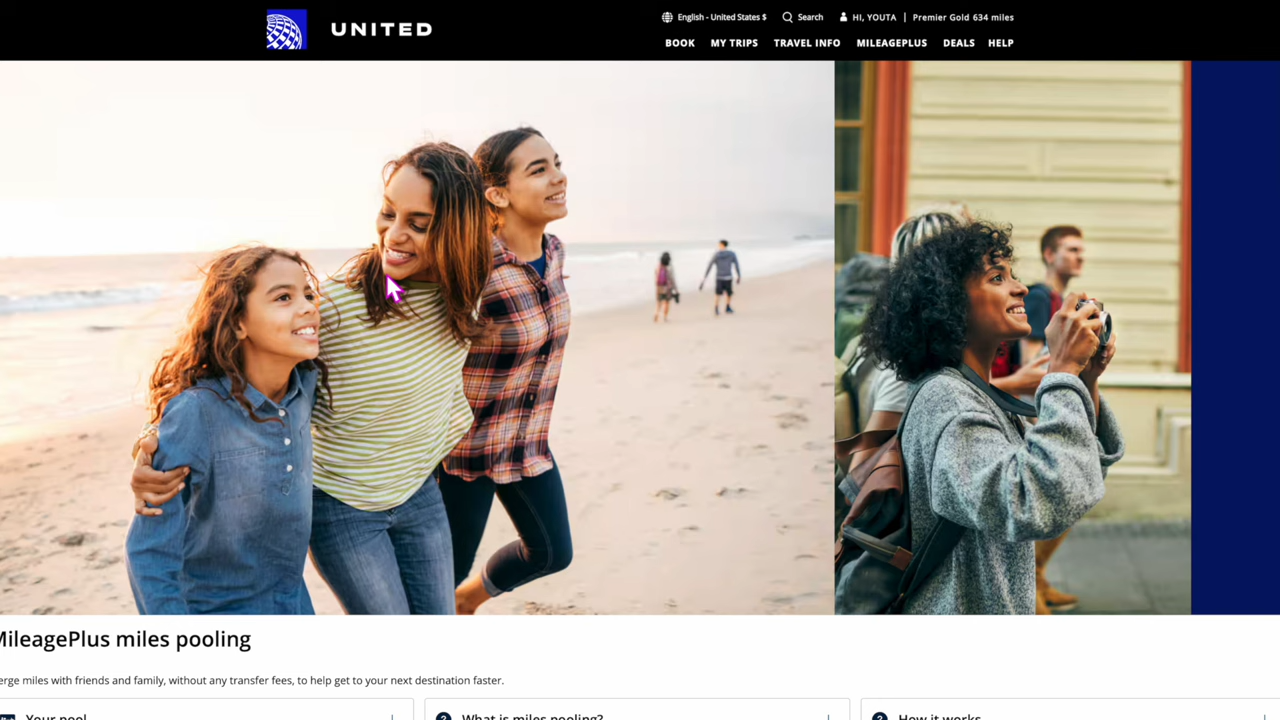 UNITED
English - United States $ Search HI, YOUTA | Premier Gold 634 miles
BOOK MY TRIPS TRAVEL INFO MILEAGEPLUS DEALS HELP
MileagePlus miles pooling
erge miles with friends and family, without any transfer fees, to help get to your next destination faster.
Your pool
What is miles pooling?
How it works